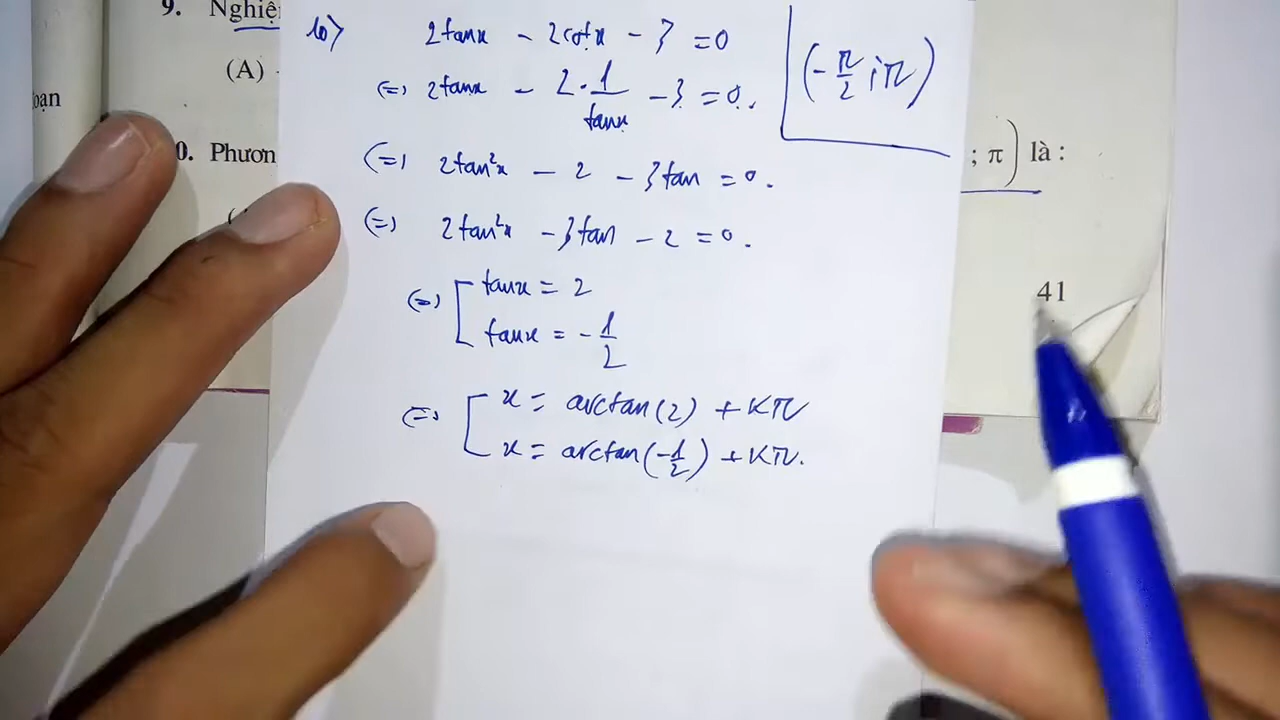 9. Nghiệ
(A)
oạn
10) 2tanx - 2cotx - 3 = 0
(-π/2 ; π)
(=) 2tanx - 2 · 1/tanx - 3 = 0.
0. Phươn
; π) là :
(=) 2tan²x - 2 - 3tan = 0.
(=) 2tan²x - 3tan - 2 = 0.
(=) [ tanx = 2
tanx = -1/2
41
(=) [ x = arctan(2) + Kπ
x = arctan(-1/2) + Kπ.